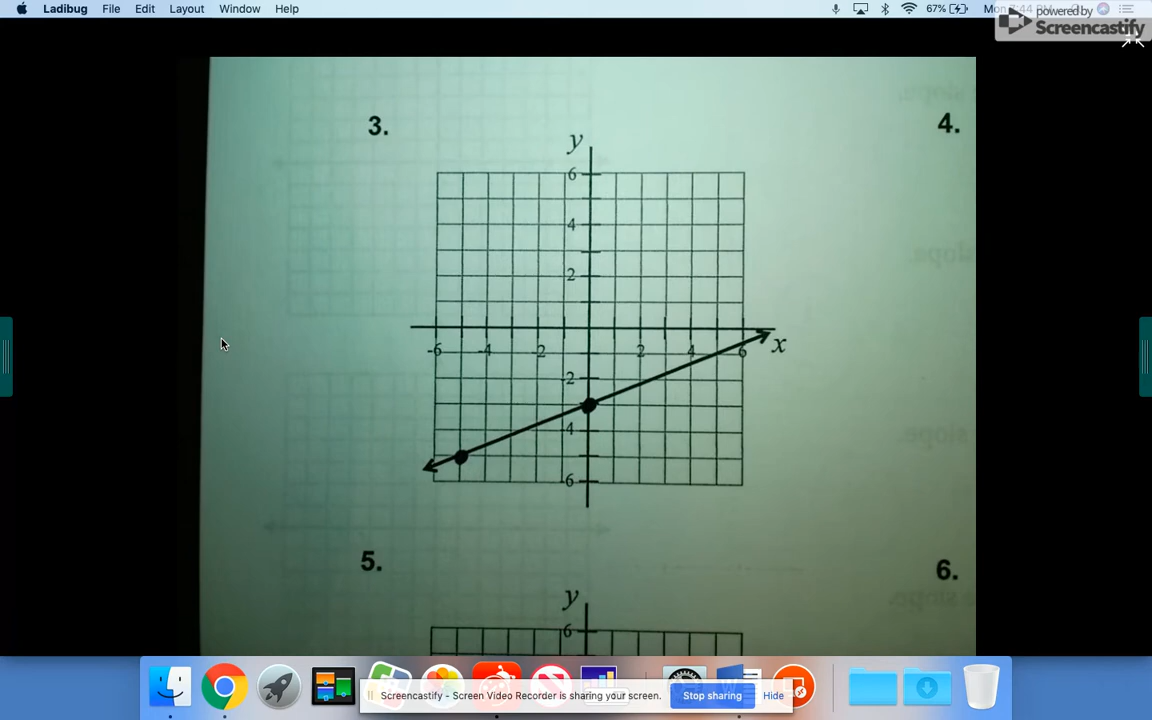 Ladibug File Edit Layout Window Help
67%
powered by
Screencastify
3.
4.
y
6
4
2
-6 -4 -2 2 4 6 x
-2
4
6
5.
6.
y
6
Screencastify - Screen Video Recorder is sharing your screen. Stop sharing Hide